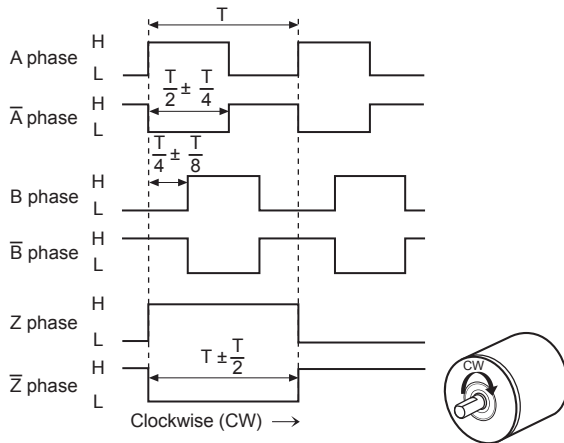 T
H
A phase
L
H
T/2 ± T/4
A̅ phase
L
T/4 ± T/8
H
B phase
L
H
B̅ phase
L
H
Z phase
L
T ± T/2
H
Z̅ phase
L
Clockwise (CW) →
CW